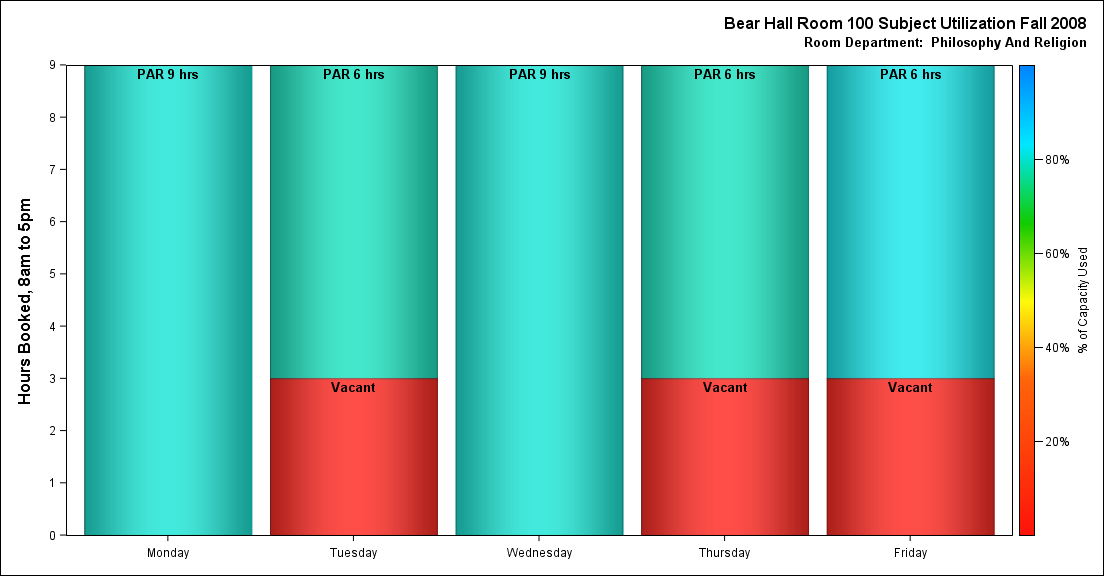 Bear Hall Room 100 Subject Utilization Fall 2008
Room Department:  Philosophy And Religion
Hours Booked, 8am to 5pm
9
8
7
6
5
4
3
2
1
0
PAR 9 hrs
PAR 6 hrs
PAR 9 hrs
PAR 6 hrs
PAR 6 hrs
Vacant
Vacant
Vacant
Monday
Tuesday
Wednesday
Thursday
Friday
80%
60%
40%
20%
% of Capacity Used